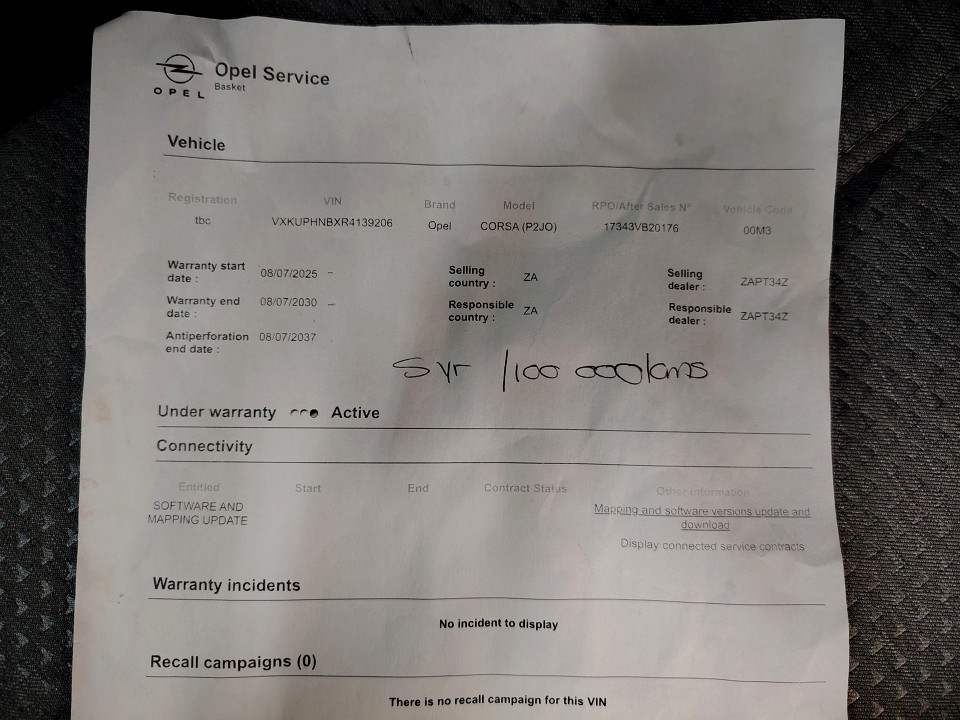 Opel Service
Basket
OPEL
Vehicle
Registration VIN Brand Model RPO/After Sales N° Vehicle Code
tbc VXKUPHNBXR4139206 Opel CORSA (P2JO) 17343VB20176 00M3
Warranty start date : 08/07/2025 - Selling country : ZA Selling dealer : ZAPT34Z
Warranty end date : 08/07/2030 - Responsible country : ZA Responsible dealer : ZAPT34Z
Antiperforation end date : 08/07/2037
5 yr /100 000kms
Under warranty Active
Connectivity
Entitled Start End Contract Status Other information
SOFTWARE AND MAPPING UPDATE Mapping and software versions update and download
Display connected service contracts
Warranty incidents
No incident to display
Recall campaigns (0)
There is no recall campaign for this VIN